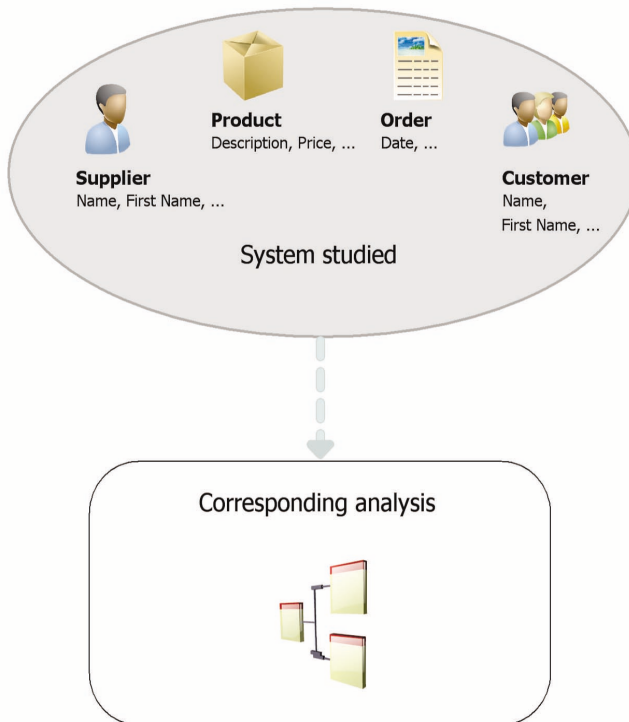 Product
Description, Price, ...
Order
Date, ...
Supplier
Name, First Name, ...
Customer
Name,
First Name, ...
System studied
Corresponding analysis